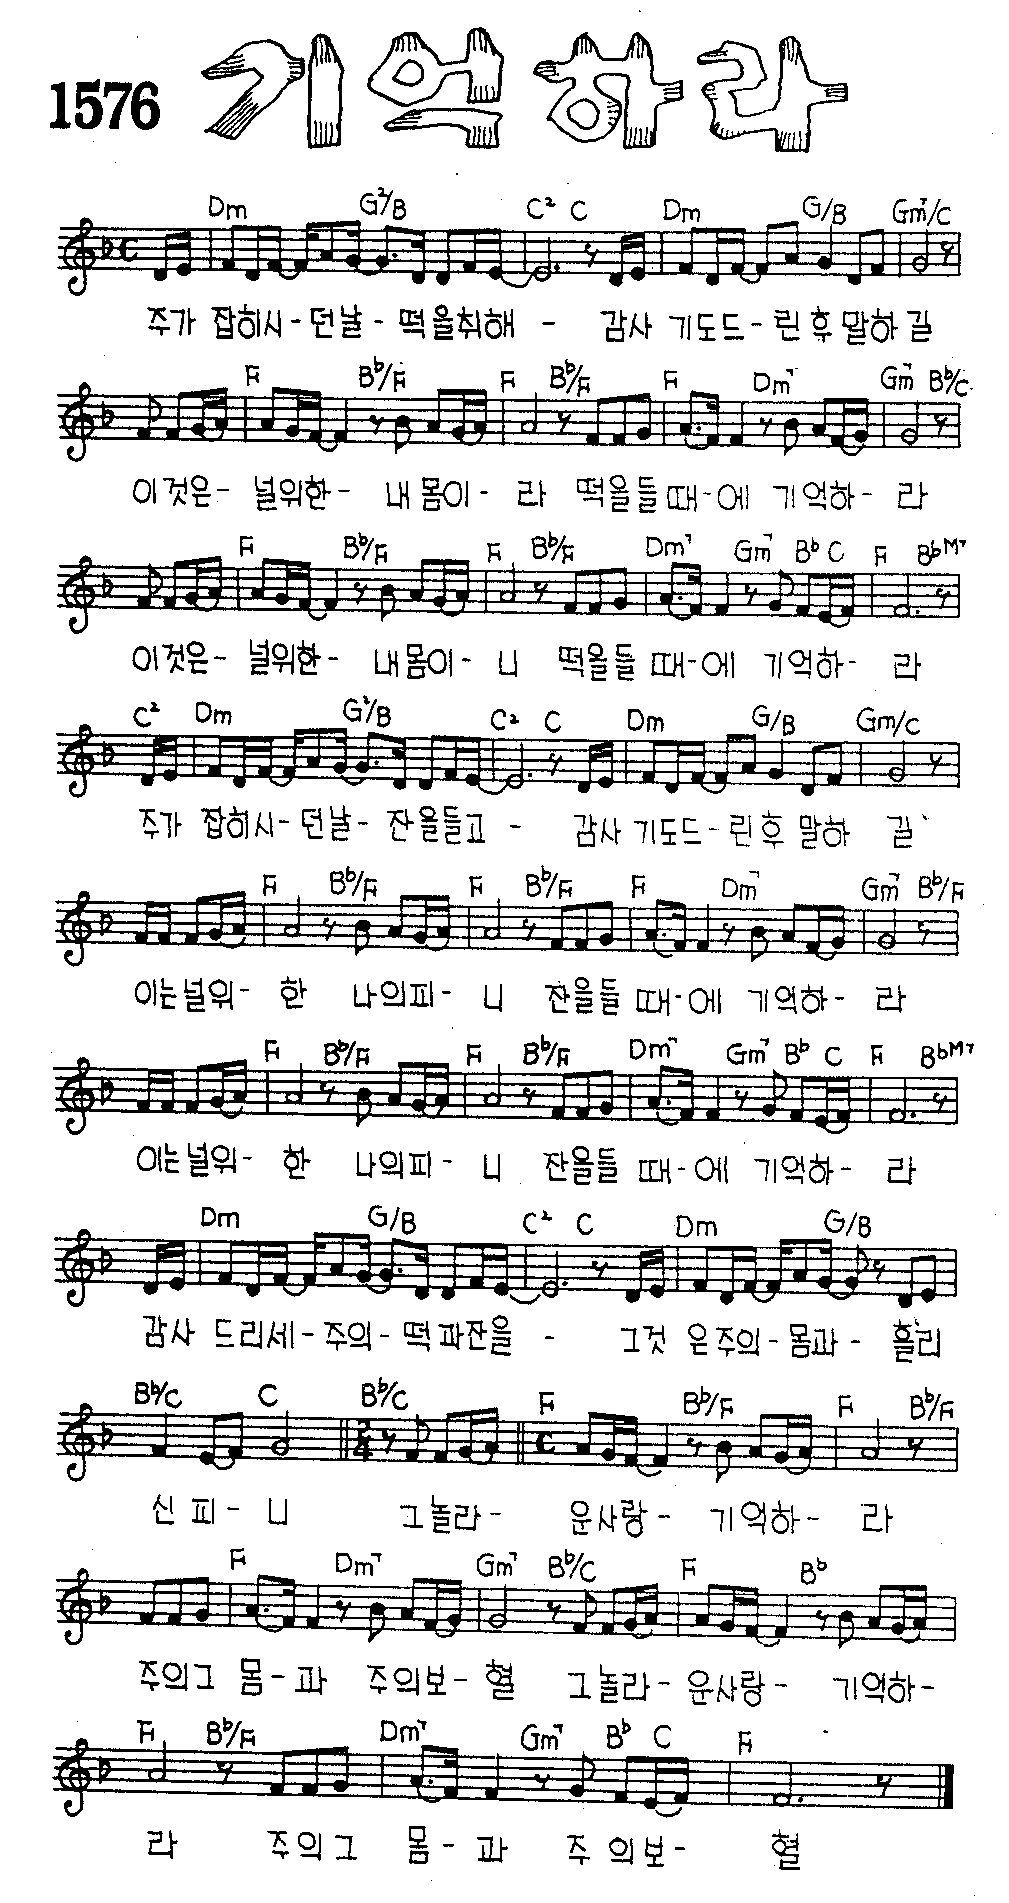 1576 기억하라
Dm G²/B C² C Dm G/B Gm⁷/C
주가 잡히시-던날- 떡을취해 - 감사 기도드-린후 말하길
F B♭/F F B♭/F F Dm⁷ Gm⁷ B♭/C
이것은- 널위한- 내몸이- 라 떡을들때-에 기억하- 라
F B♭/F F B♭/F Dm⁷ Gm⁷ B♭ C F B♭M⁷
이것은- 널위한- 내몸이- 니 떡을들때-에 기억하- 라
C² Dm G²/B C² C Dm G/B Gm/C
주가 잡히시-던날- 잔을들고 - 감사기도드-린후 말하 길
F B♭/F F B♭/F F Dm⁷ Gm⁷ B♭/F
이는널위- 한 나의피- 니 잔을들 때-에 기억하- 라
F B♭/F F B♭/F Dm⁷ Gm⁷ B♭ C F B♭M⁷
이는널위- 한 나의피- 니 잔을들 때-에 기억하- 라
Dm G/B C² C Dm G/B
감사 드리세-주의-떡과잔을 - 그것 은주의-몸과- 흘리
B♭/C C B♭/C F B♭/F F B♭/F
2/4
신피- 니 그놀라- 운사랑- 기억하- 라
F Dm⁷ Gm⁷ B♭/C F B♭
주의그 몸-과 주의보-혈 그놀라-운사랑- 기억하-
F B♭/F Dm⁷ Gm⁷ B♭ C F
라 주의그 몸-과 주의보- 혈